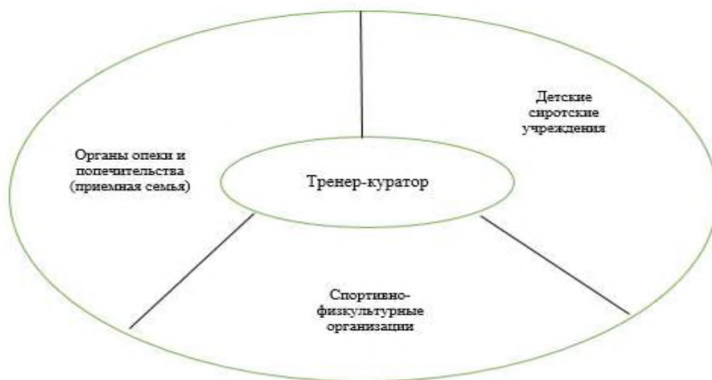 Детские
сиротские
учреждения
Органы опеки и
попечительства
(приемная семья)
Тренер-куратор
Спортивно-
физкультурные
организации